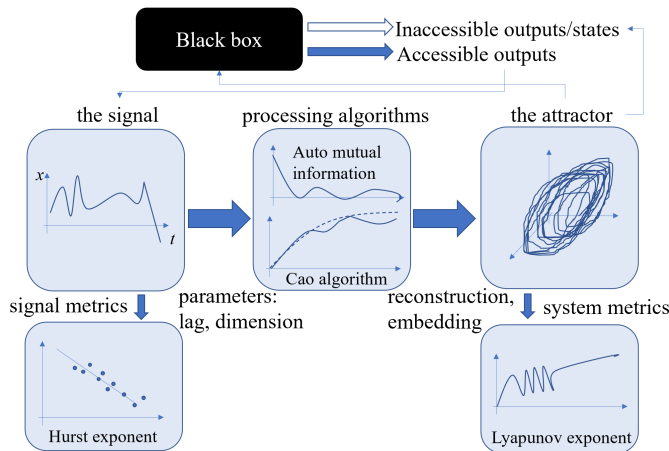 Black box
Inaccessible outputs/states
Accessible outputs
the signal
processing algorithms
the attractor
x
t
Auto mutual
information
Cao algorithm
signal metrics
parameters:
lag, dimension
reconstruction,
embedding
system metrics
Hurst exponent
Lyapunov exponent